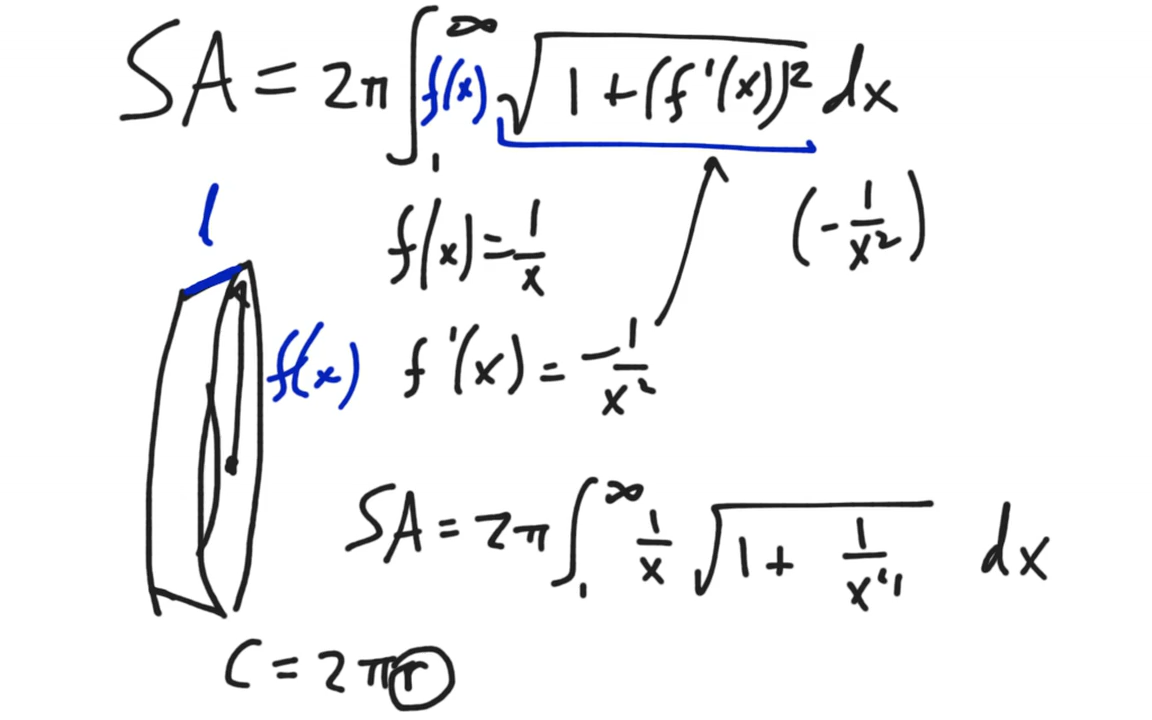 SA = 2π ∫₁^∞ f(x) √(1 + (f'(x))²) dx
l
f(x) = 1/x
(-1/x²)
f(x)
f'(x) = -1/x²
SA = 2π ∫₁^∞ 1/x √(1 + 1/x⁴) dx
C = 2πr